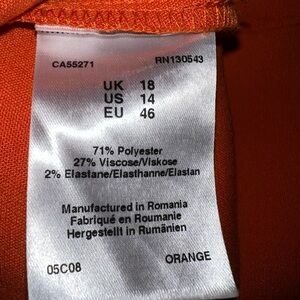 CA55271 RN130543
UK 18
US 14
EU 46
71% Polyester
27% Viscose/Viskose
2% Elastane/Elasthanne/Elastan
Manufactured in Romania
Fabriqué en Roumanie
Hergestellt in Rumänien
05C08 ORANGE